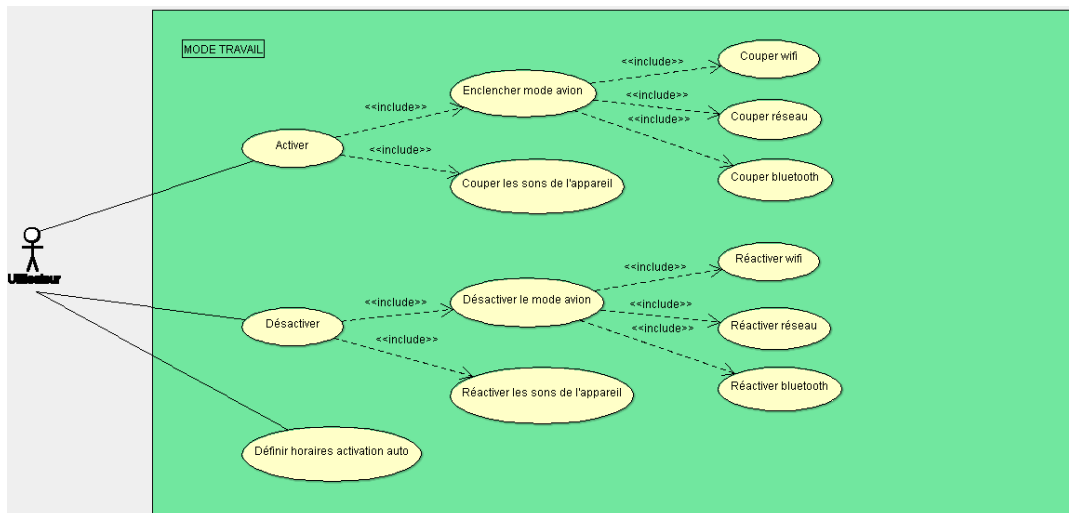 MODE TRAVAIL
Couper wifi
<<include>>
Enclencher mode avion
<<include>>
Couper réseau
<<include>>
<<include>>
Activer
<<include>>
Couper bluetooth
Couper les sons de l'appareil
Utilisateur
Réactiver wifi
<<include>>
Désactiver le mode avion
<<include>>
<<include>>
Réactiver réseau
Désactiver
<<include>>
<<include>>
Réactiver bluetooth
Réactiver les sons de l'appareil
Définir horaires activation auto